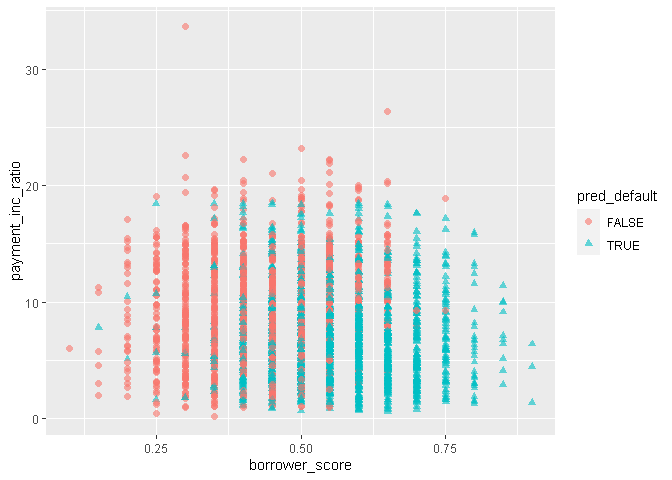 30
20
10
0
payment_inc_ratio
0.25
0.50
0.75
borrower_score
pred_default
FALSE
TRUE